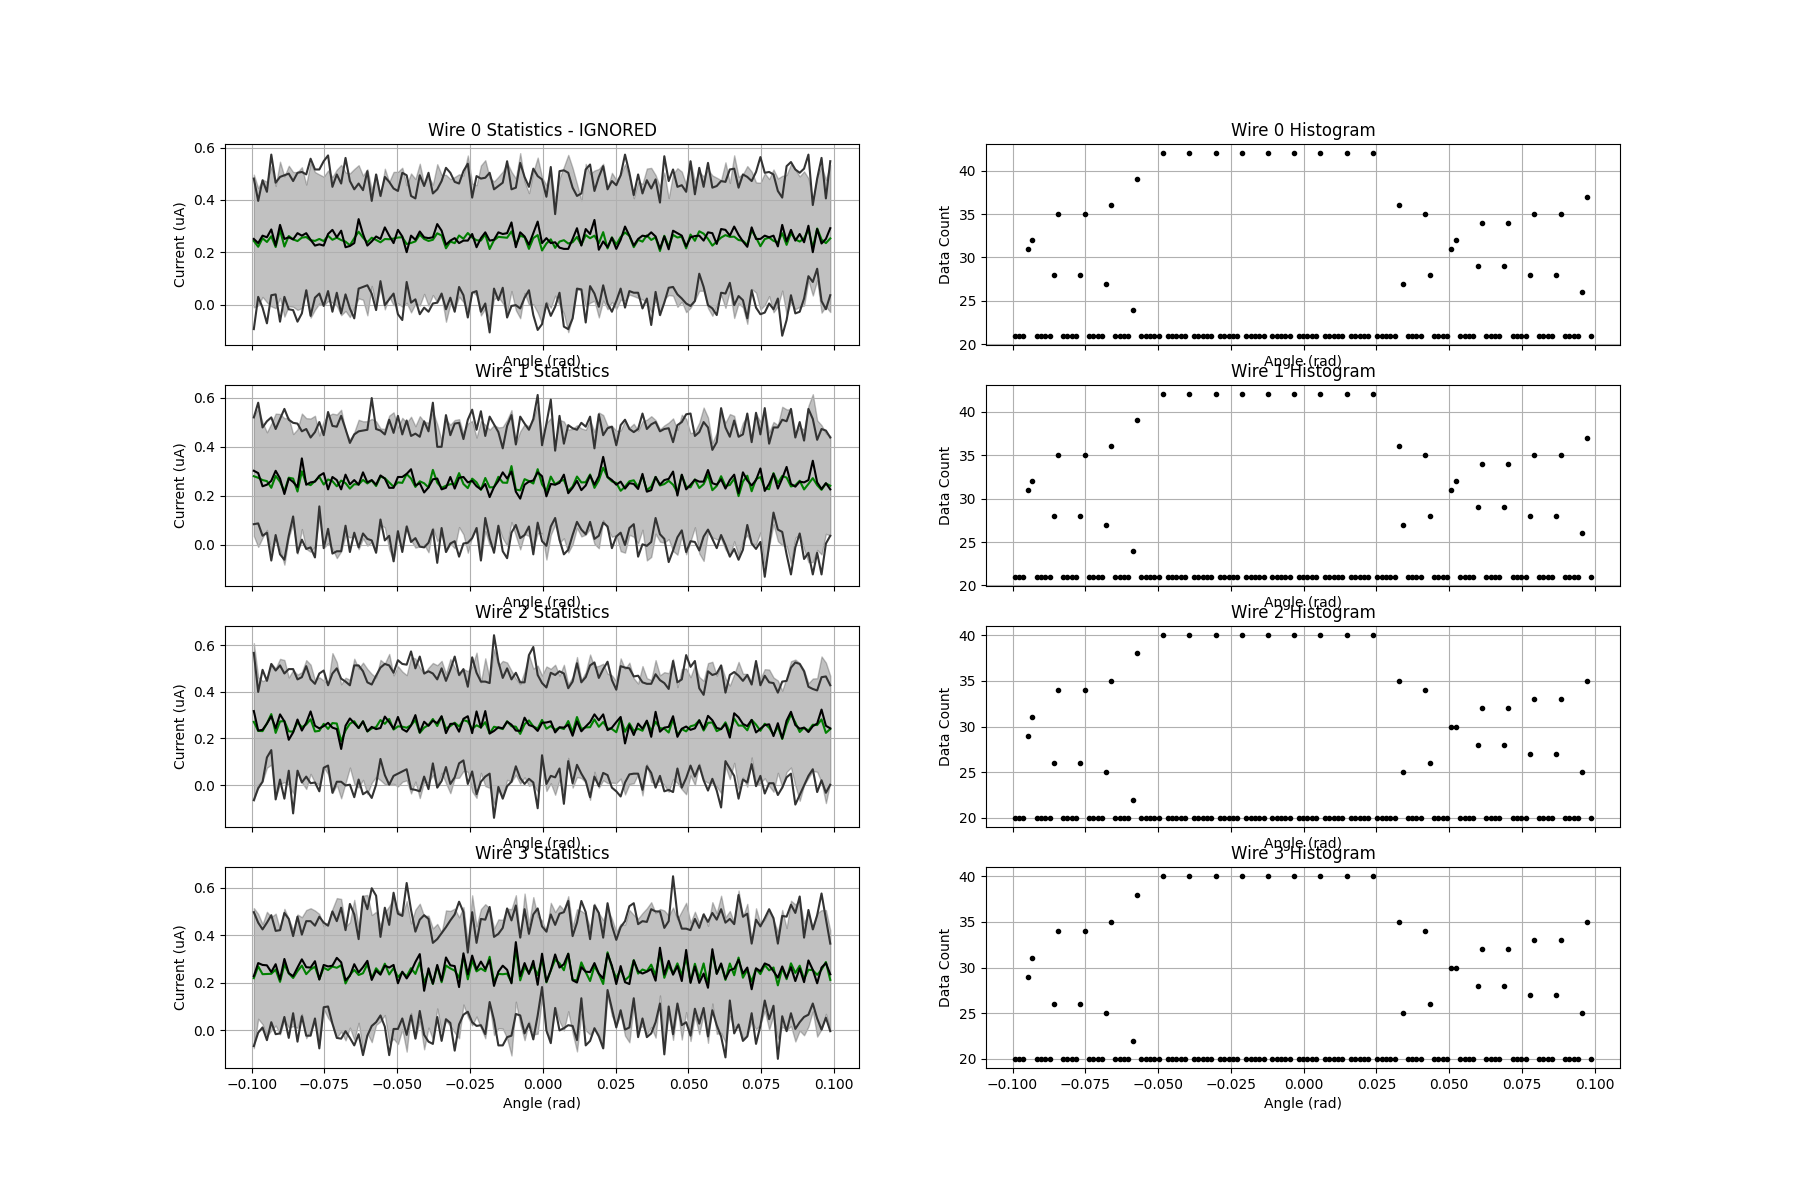 Wire 0 Statistics - IGNORED
Current (uA)
0.6
0.4
0.2
0.0
Angle (rad)
Wire 0 Histogram
Data Count
40
35
30
25
20
Angle (rad)
Wire 1 Statistics
Current (uA)
0.6
0.4
0.2
0.0
Angle (rad)
Wire 1 Histogram
Data Count
40
35
30
25
20
Angle (rad)
Wire 2 Statistics
Current (uA)
0.6
0.4
0.2
0.0
Angle (rad)
Wire 2 Histogram
Data Count
40
35
30
25
20
Angle (rad)
Wire 3 Statistics
Current (uA)
0.6
0.4
0.2
0.0
−0.100 −0.075 −0.050 −0.025 0.000 0.025 0.050 0.075 0.100
Angle (rad)
Wire 3 Histogram
Data Count
40
35
30
25
20
−0.100 −0.075 −0.050 −0.025 0.000 0.025 0.050 0.075 0.100
Angle (rad)